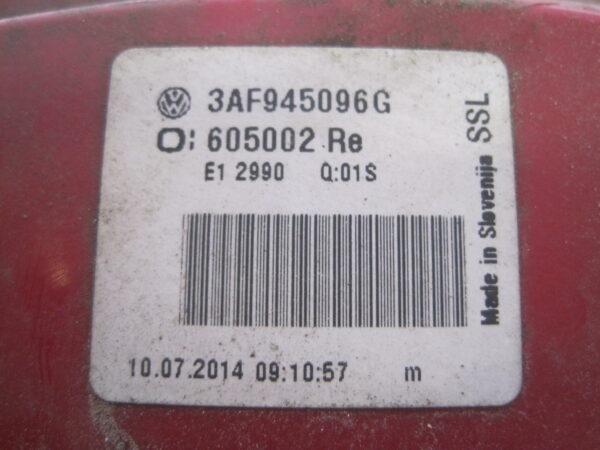 3AF945096G
O: 605002 Re
E1 2990 Q:01S
10.07.2014 09:10:57 m
Made in Slovenija SSL